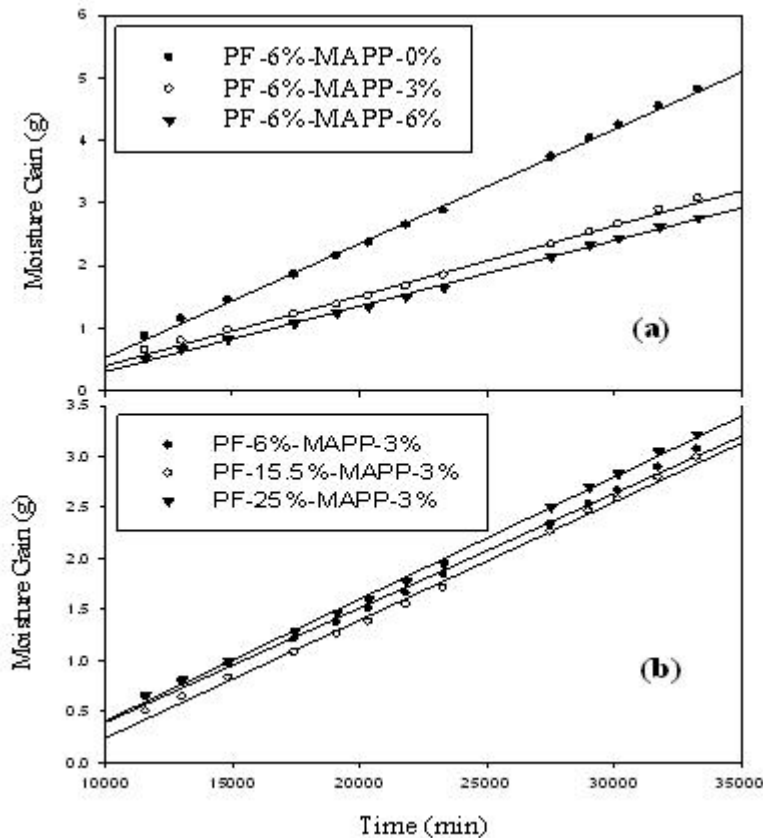 6
PF-6%-MAPP-0%
PF-6%-MAPP-3%
PF-6%-MAPP-6%
5
4
3
2
1
0
Moisture Gain (g)
(a)
3.5
PF-6%-MAPP-3%
PF-15.5%-MAPP-3%
PF-25%-MAPP-3%
3.0
2.5
2.0
1.5
1.0
0.5
0.0
Moisture Gain (g)
(b)
10000 15000 20000 25000 30000 35000
Time (min)